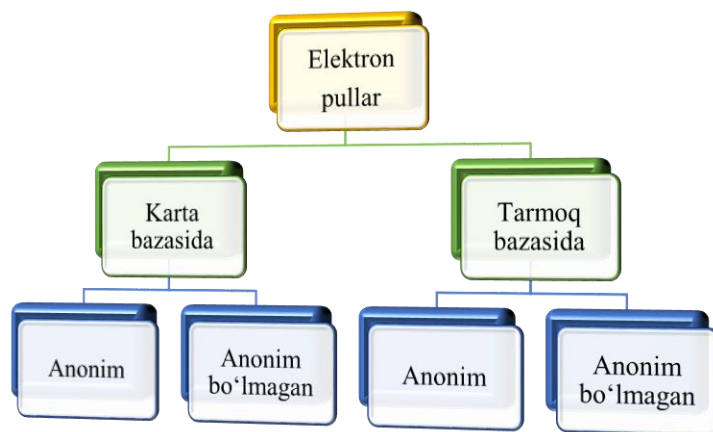 Elektron
pullar
Karta
bazasida
Tarmoq
bazasida
Anonim
Anonim
bo‘lmagan
Anonim
Anonim
bo‘lmagan